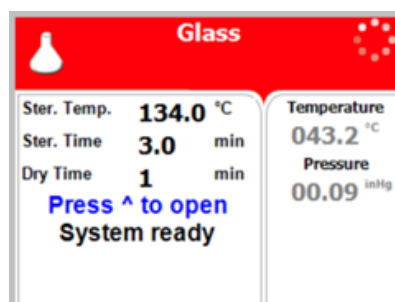 Glass
Ster. Temp. 134.0 °C
Ster. Time 3.0 min
Dry Time 1 min
Press ^ to open
System ready
Temperature
043.2 °C
Pressure
00.09 inHg